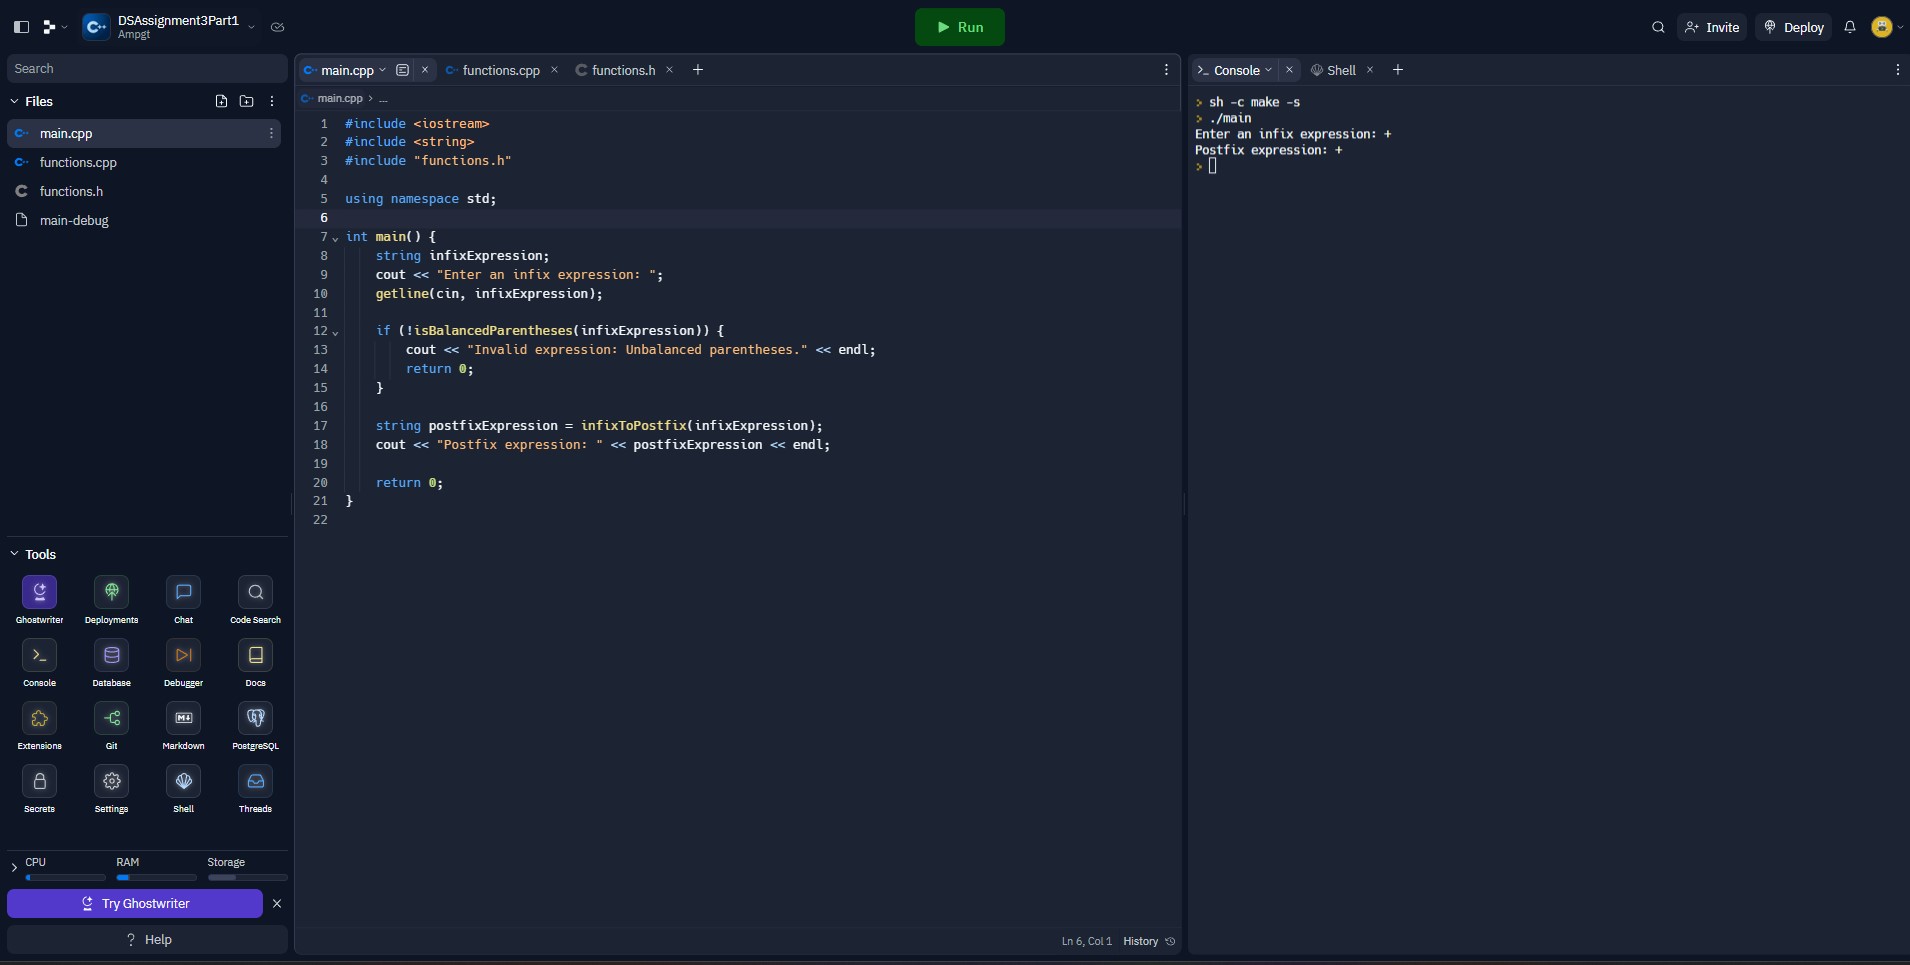 DSAssignment3Part1
Ampgt
Run
Invite
Deploy
Search
Files
main.cpp
functions.cpp
functions.h
main-debug
Tools
Ghostwriter
Deployments
Chat
Code Search
Console
Database
Debugger
Docs
Extensions
Git
Markdown
PostgreSQL
Secrets
Settings
Shell
Threads
CPU
RAM
Storage
Try Ghostwriter
? Help
main.cpp
functions.cpp
functions.h
main.cpp > ...
1 #include <iostream>
2 #include <string>
3 #include "functions.h"
4
5 using namespace std;
6
7 int main() {
8 string infixExpression;
9 cout << "Enter an infix expression: ";
10 getline(cin, infixExpression);
11
12 if (!isBalancedParentheses(infixExpression)) {
13 cout << "Invalid expression: Unbalanced parentheses." << endl;
14 return 0;
15 }
16
17 string postfixExpression = infixToPostfix(infixExpression);
18 cout << "Postfix expression: " << postfixExpression << endl;
19
20 return 0;
21 }
22
Ln 6, Col 1
History
Console
Shell
> sh -c make -s
> ./main
Enter an infix expression: +
Postfix expression: +
>